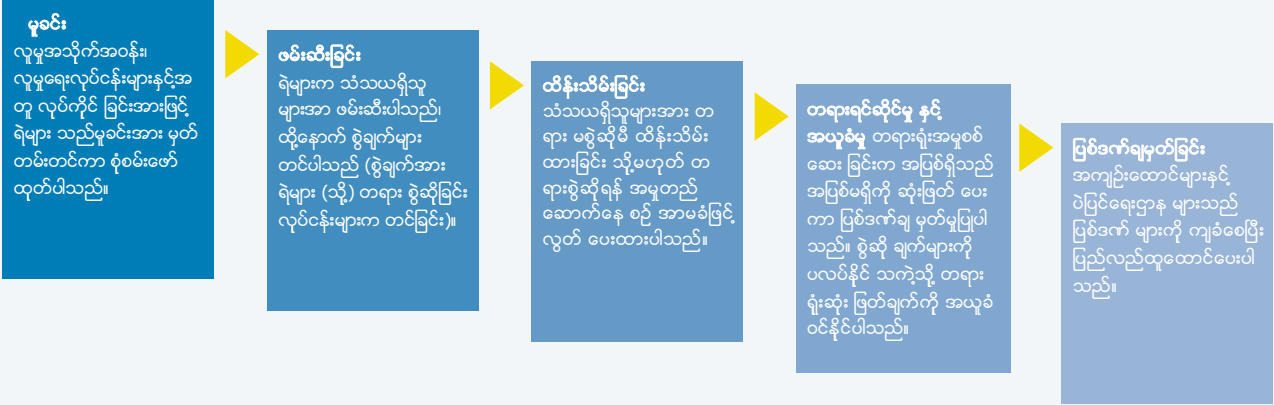 မှုခင်း
လူမှုအသိုက်အဝန်း၊
လူမှုရေးလုပ်ငန်းများနှင့်အ
တူ လုပ်ကိုင် ခြင်းအားဖြင့်
ရဲများ သည်မှုခင်းအား မှတ်
တမ်းတင်ကာ စုံစမ်းဖော်
ထုတ်ပါသည်။
ဖမ်းဆီးခြင်း
ရဲများက သံသယရှိသူ
များအာ ဖမ်းဆီးပါသည်၊
ထို့နောက် စွဲချက်များ
တင်ပါသည် (စွဲချက်အား
ရဲများ (သို့) တရား စွဲဆိုခြင်း
လုပ်ငန်းများက တင်ခြင်း)။
ထိန်းသိမ်းခြင်း
သံသယရှိသူများအား တ
ရား မစွဲဆိုမီ ထိန်းသိမ်း
ထားခြင်း သို့မဟုတ် တ
ရားစွဲဆိုရန် အမှုတည်
ဆောက်နေ စဉ် အာမခံဖြင့်
လွတ် ပေးထားပါသည်။
တရားရင်ဆိုင်မှု နှင့်
အယူခံမှု တရားရုံးအမှုစစ်
ဆေး ခြင်းက အပြစ်ရှိသည်
အပြစ်မရှိကို ဆုံးဖြတ် ပေး
ကာ ပြစ်ဒဏ်ချ မှတ်မှုပြုပါ
သည်။ စွဲဆို ချက်များကို
ပလပ်နိုင် သကဲ့သို့ တရား
ရုံးဆုံး ဖြတ်ချက်ကို အယူခံ
ဝင်နိုင်ပါသည်။
ပြစ်ဒဏ်ချမှတ်ခြင်း
အကျဉ်းထောင်များနှင့်
ပဲပြင်ရေးဌာန များသည်
ပြစ်ဒဏ် များကို ကျခံစေပြီး
ပြည်လည်ထူထောင်ပေးပါ
သည်။